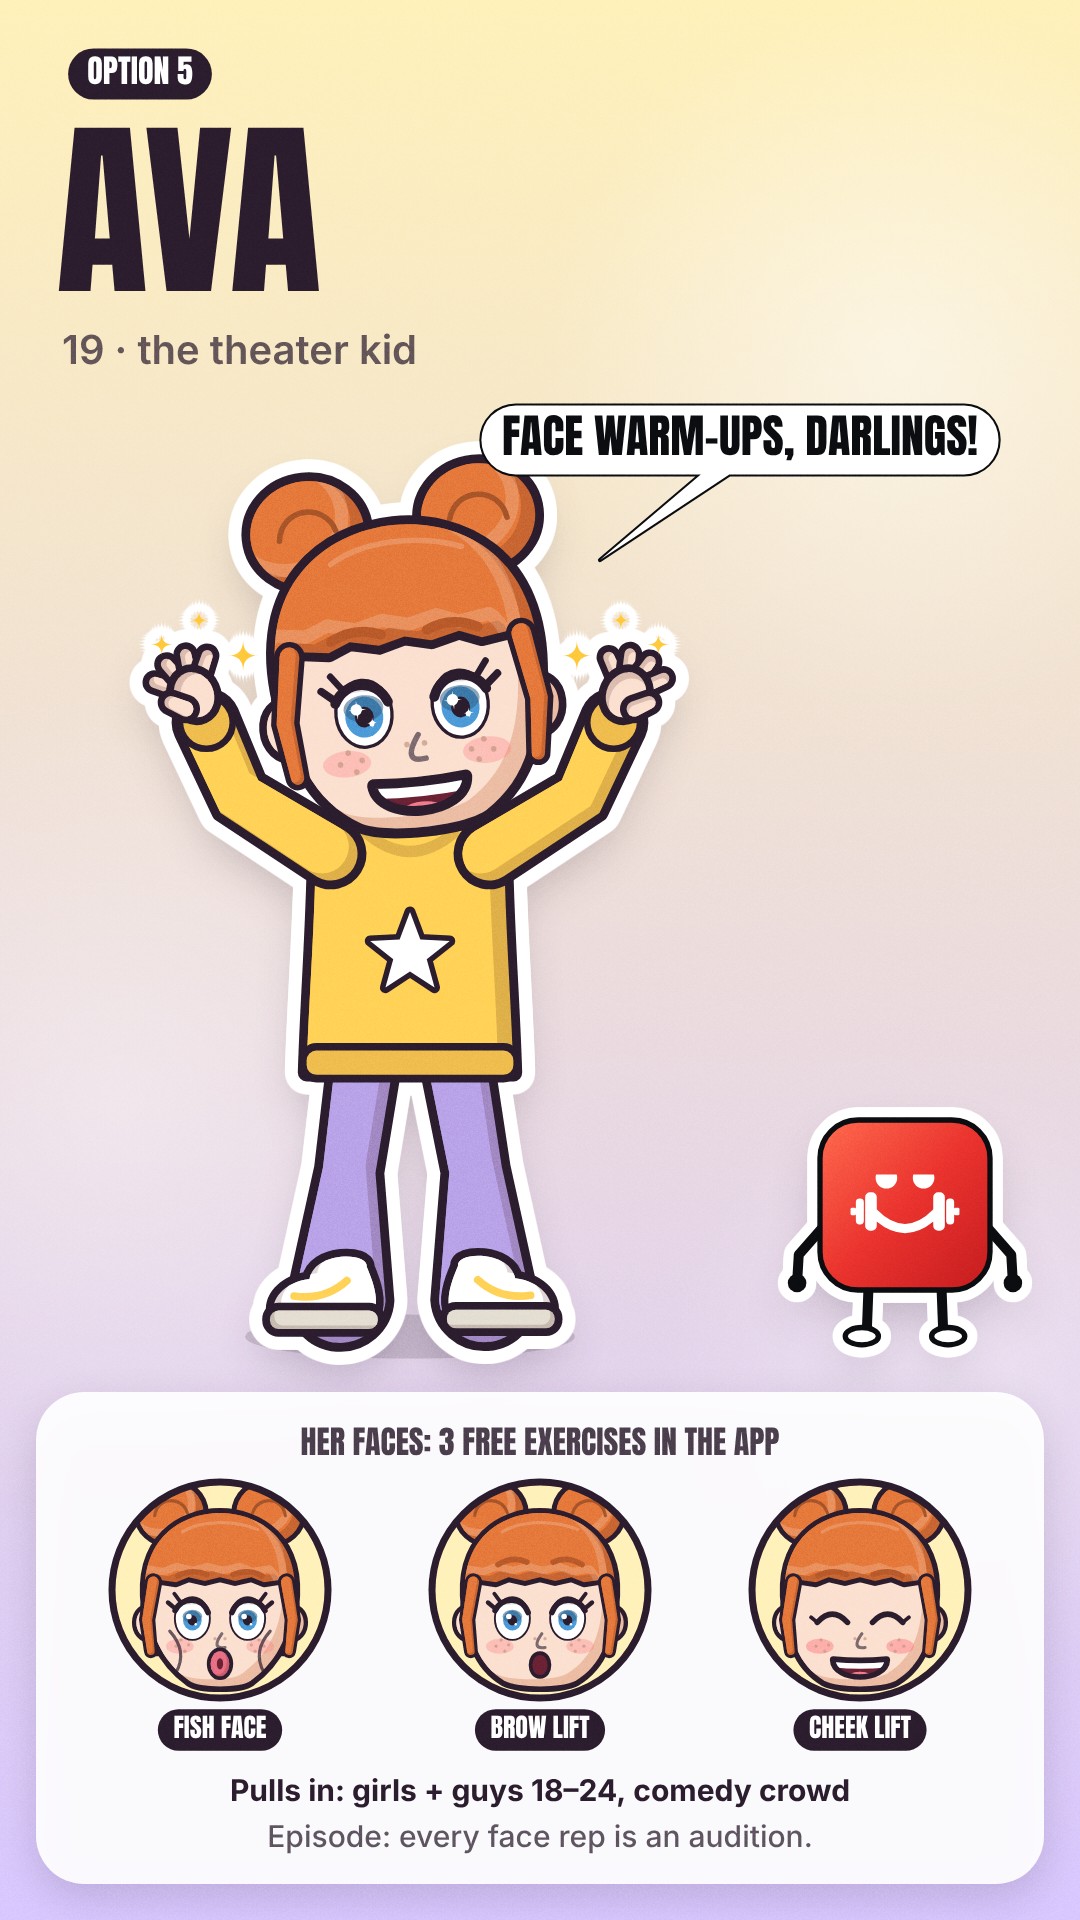 OPTION 5
AVA
19 · the theater kid
FACE WARM-UPS, DARLINGS!
HER FACES: 3 FREE EXERCISES IN THE APP
FISH FACE
BROW LIFT
CHEEK LIFT
Pulls in: girls + guys 18–24, comedy crowd
Episode: every face rep is an audition.